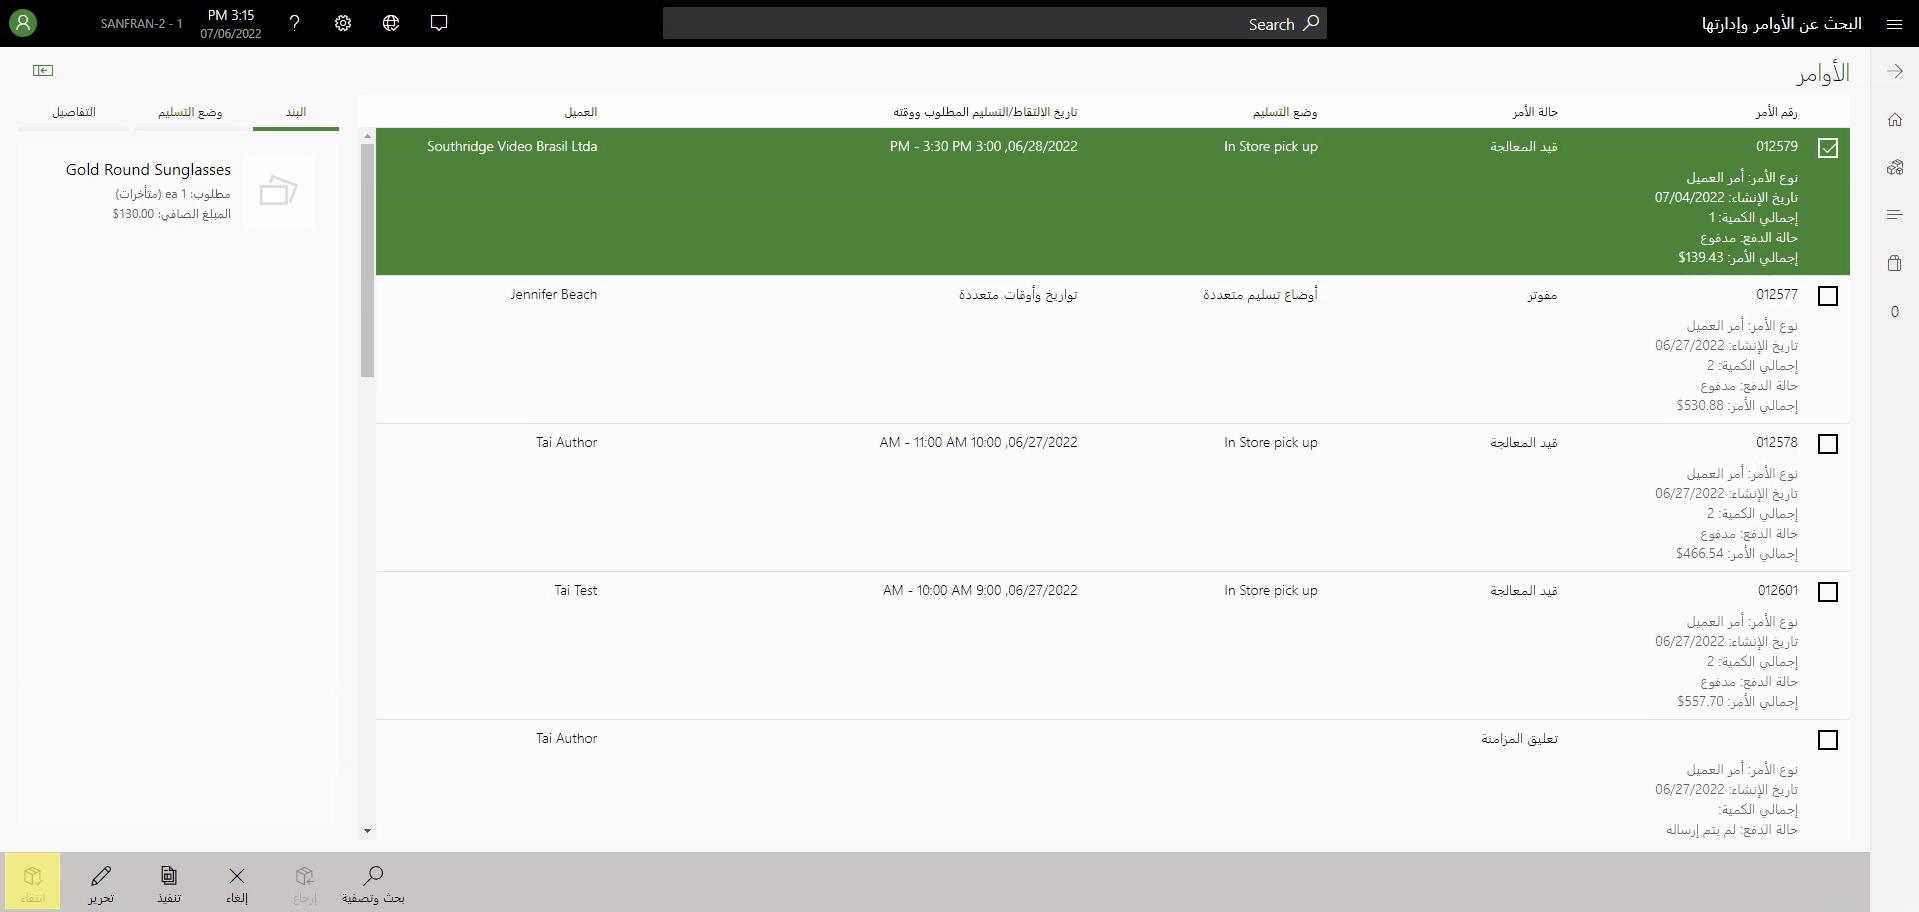 البحث عن الأوامر وإدارتها
Search
PM 3:15
07/06/2022
SANFRAN-2 - 1
الأوامر
رقم الأمر
حالة الأمر
وضع التسليم
تاريخ الالتقاط/التسليم المطلوب ووقته
العميل
012579
قيد المعالجة
In Store pick up
PM - 3:30 PM 3:00 ,06/28/2022
Southridge Video Brasil Ltda
نوع الأمر: أمر العميل
تاريخ الإنشاء: 07/04/2022
إجمالي الكمية: 1
حالة الدفع: مدفوع
إجمالي الأمر: $139.43
012577
مفوتر
أوضاع تسليم متعددة
تواريخ وأوقات متعددة
Jennifer Beach
نوع الأمر: أمر العميل
تاريخ الإنشاء: 06/27/2022
إجمالي الكمية: 2
حالة الدفع: مدفوع
إجمالي الأمر: $530.88
012578
قيد المعالجة
In Store pick up
AM - 11:00 AM 10:00 ,06/27/2022
Tai Author
نوع الأمر: أمر العميل
تاريخ الإنشاء: 06/27/2022
إجمالي الكمية: 2
حالة الدفع: مدفوع
إجمالي الأمر: $466.54
012601
قيد المعالجة
In Store pick up
AM - 10:00 AM 9:00 ,06/27/2022
Tai Test
نوع الأمر: أمر العميل
تاريخ الإنشاء: 06/27/2022
إجمالي الكمية: 2
حالة الدفع: مدفوع
إجمالي الأمر: $557.70
تعليق المزامنة
Tai Author
نوع الأمر: أمر العميل
تاريخ الإنشاء: 06/27/2022
إجمالي الكمية:
حالة الدفع: لم يتم إرساله
0
البند
وضع التسليم
التفاصيل
Gold Round Sunglasses
مطلوب: 1 ea (متأخرات)
المبلغ الصافي: $130.00
بحث وتصفية
إرجاع
إلغاء
تنفيذ
تحرير
انتقاء